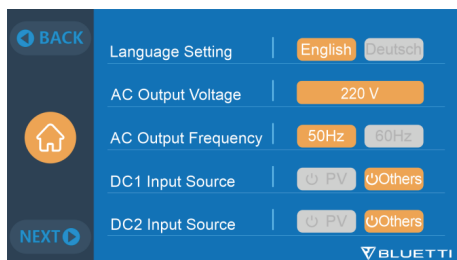 BACK
Language Setting English Deutsch
AC Output Voltage 220 V
AC Output Frequency 50Hz 60Hz
DC1 Input Source PV Others
DC2 Input Source PV Others
NEXT
BLUETTI